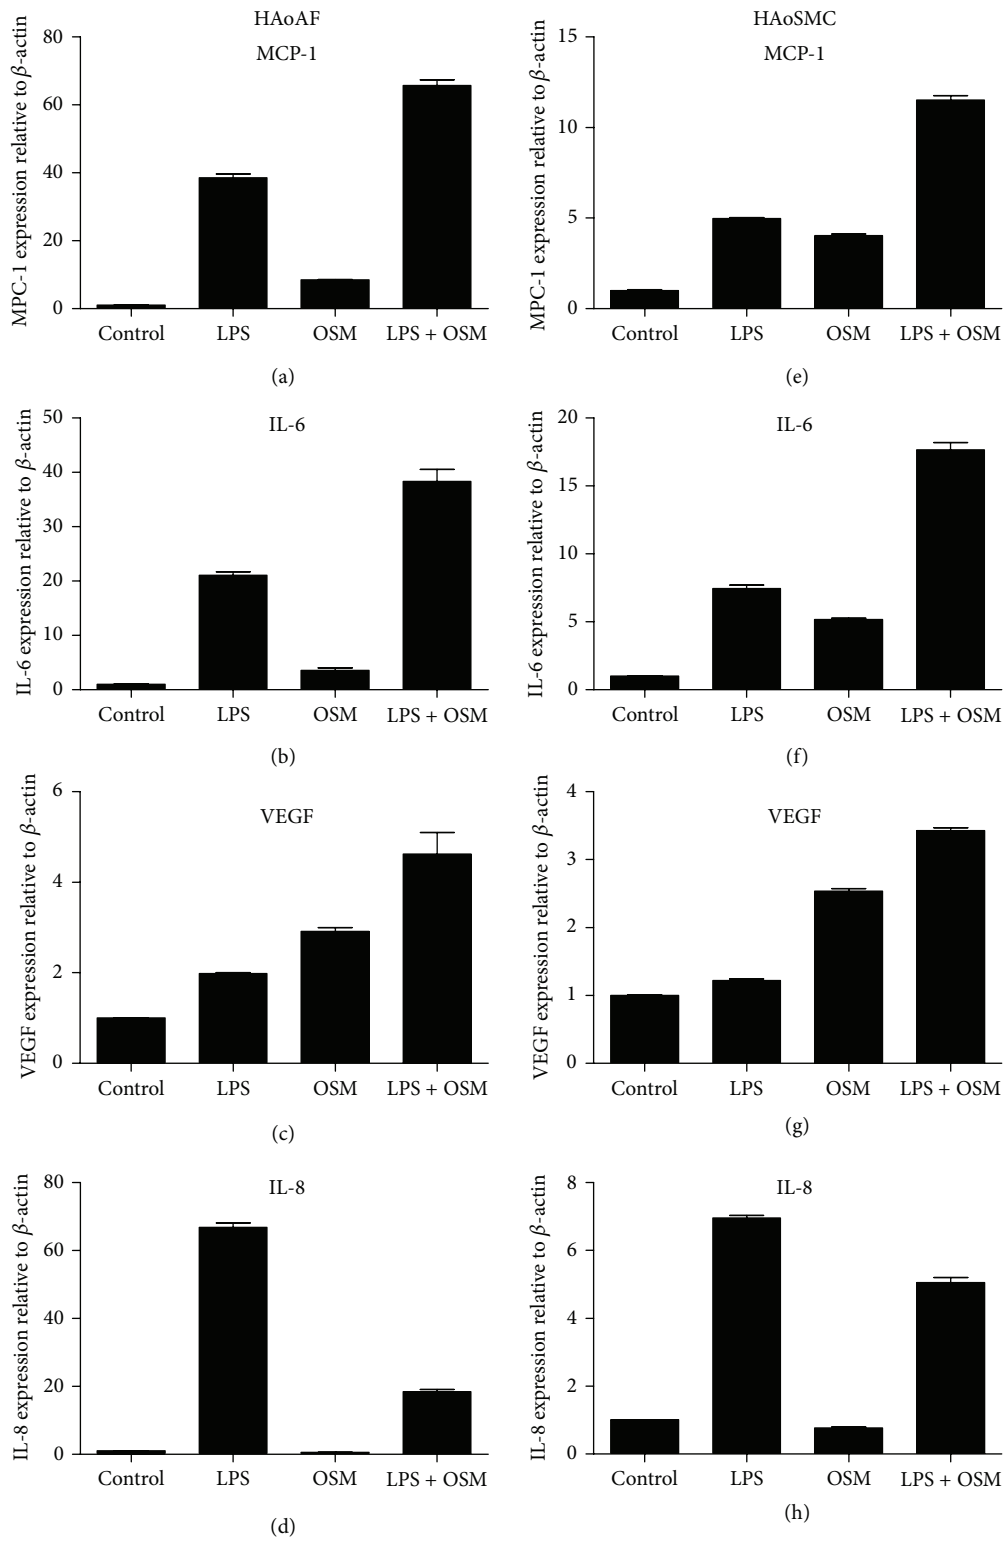 HAoAF
MCP-1
MPC-1 expression relative to β-actin
80
60
40
20
0
Control LPS OSM LPS + OSM
(a)
HAoSMC
MCP-1
MPC-1 expression relative to β-actin
15
10
5
0
Control LPS OSM LPS + OSM
(e)
IL-6
IL-6 expression relative to β-actin
50
40
30
20
10
0
Control LPS OSM LPS + OSM
(b)
IL-6
IL-6 expression relative to β-actin
20
15
10
5
0
Control LPS OSM LPS + OSM
(f)
VEGF
VEGF expression relative to β-actin
6
4
2
0
Control LPS OSM LPS + OSM
(c)
VEGF
VEGF expression relative to β-actin
4
3
2
1
0
Control LPS OSM LPS + OSM
(g)
IL-8
IL-8 expression relative to β-actin
80
60
40
20
0
Control LPS OSM LPS + OSM
(d)
IL-8
IL-8 expression relative to β-actin
8
6
4
2
0
Control LPS OSM LPS + OSM
(h)